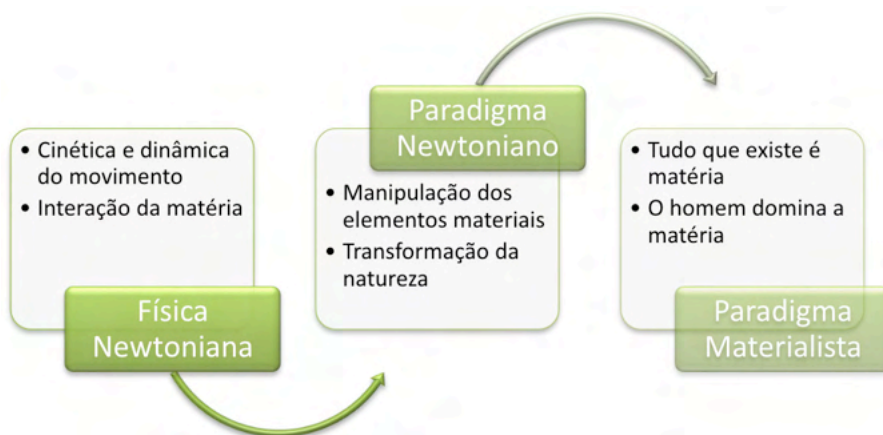 • Cinética e dinâmica
do movimento
• Interação da matéria
Física
Newtoniana
Paradigma
Newtoniano
• Manipulação dos
elementos materiais
• Transformação da
natureza
• Tudo que existe é
matéria
• O homem domina a
matéria
Paradigma
Materialista